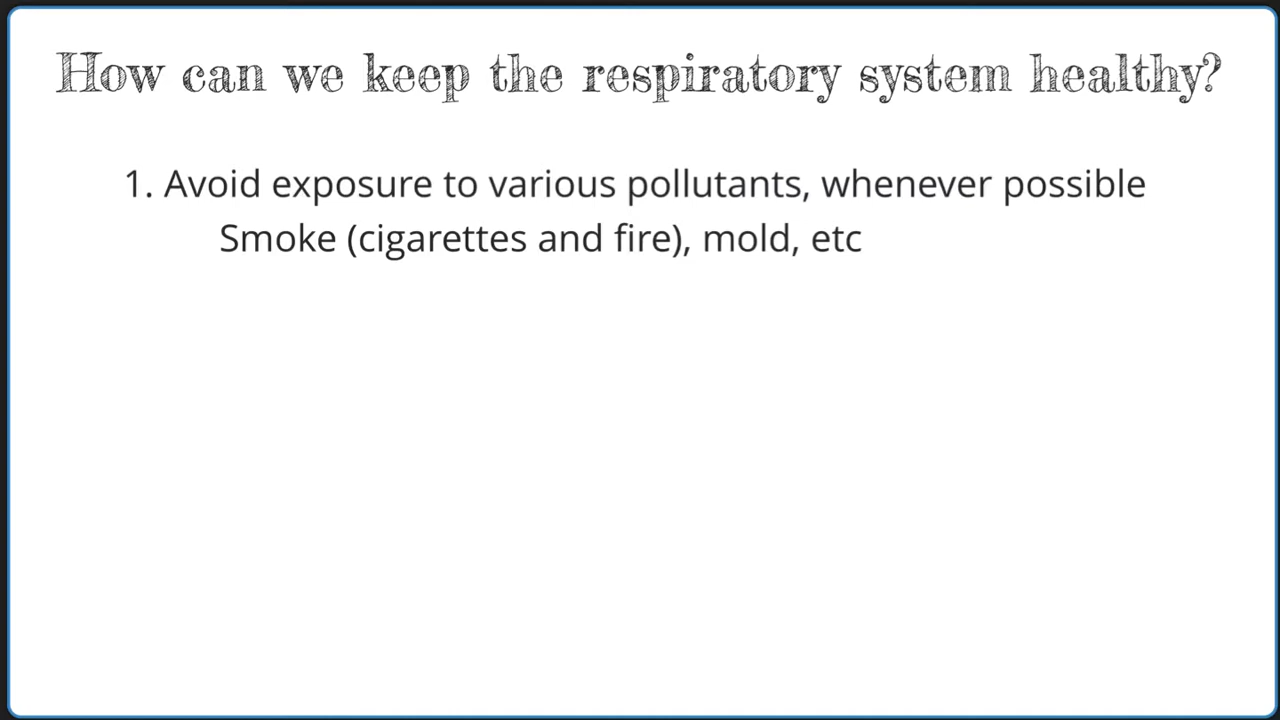 How can we keep the respiratory system healthy?
1. Avoid exposure to various pollutants, whenever possible
Smoke (cigarettes and fire), mold, etc